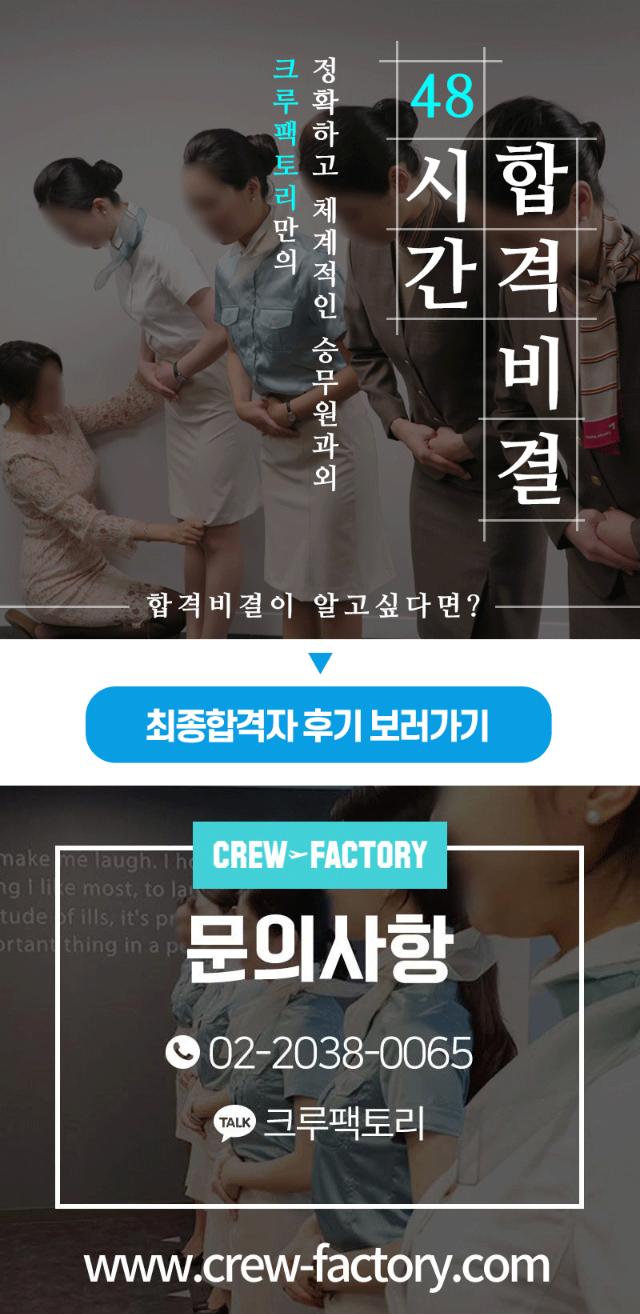 정확하고 체계적인 승무원과외
크루팩토리만의
48시간
합격비결
합격비결이 알고싶다면?
최종합격자 후기 보러가기
make me laugh. I
ng I like most, to
tude of ills, it's
ortant thing in a
CREW FACTORY
문의사항
02-2038-0065
TALK 크루팩토리
www.crew-factory.com